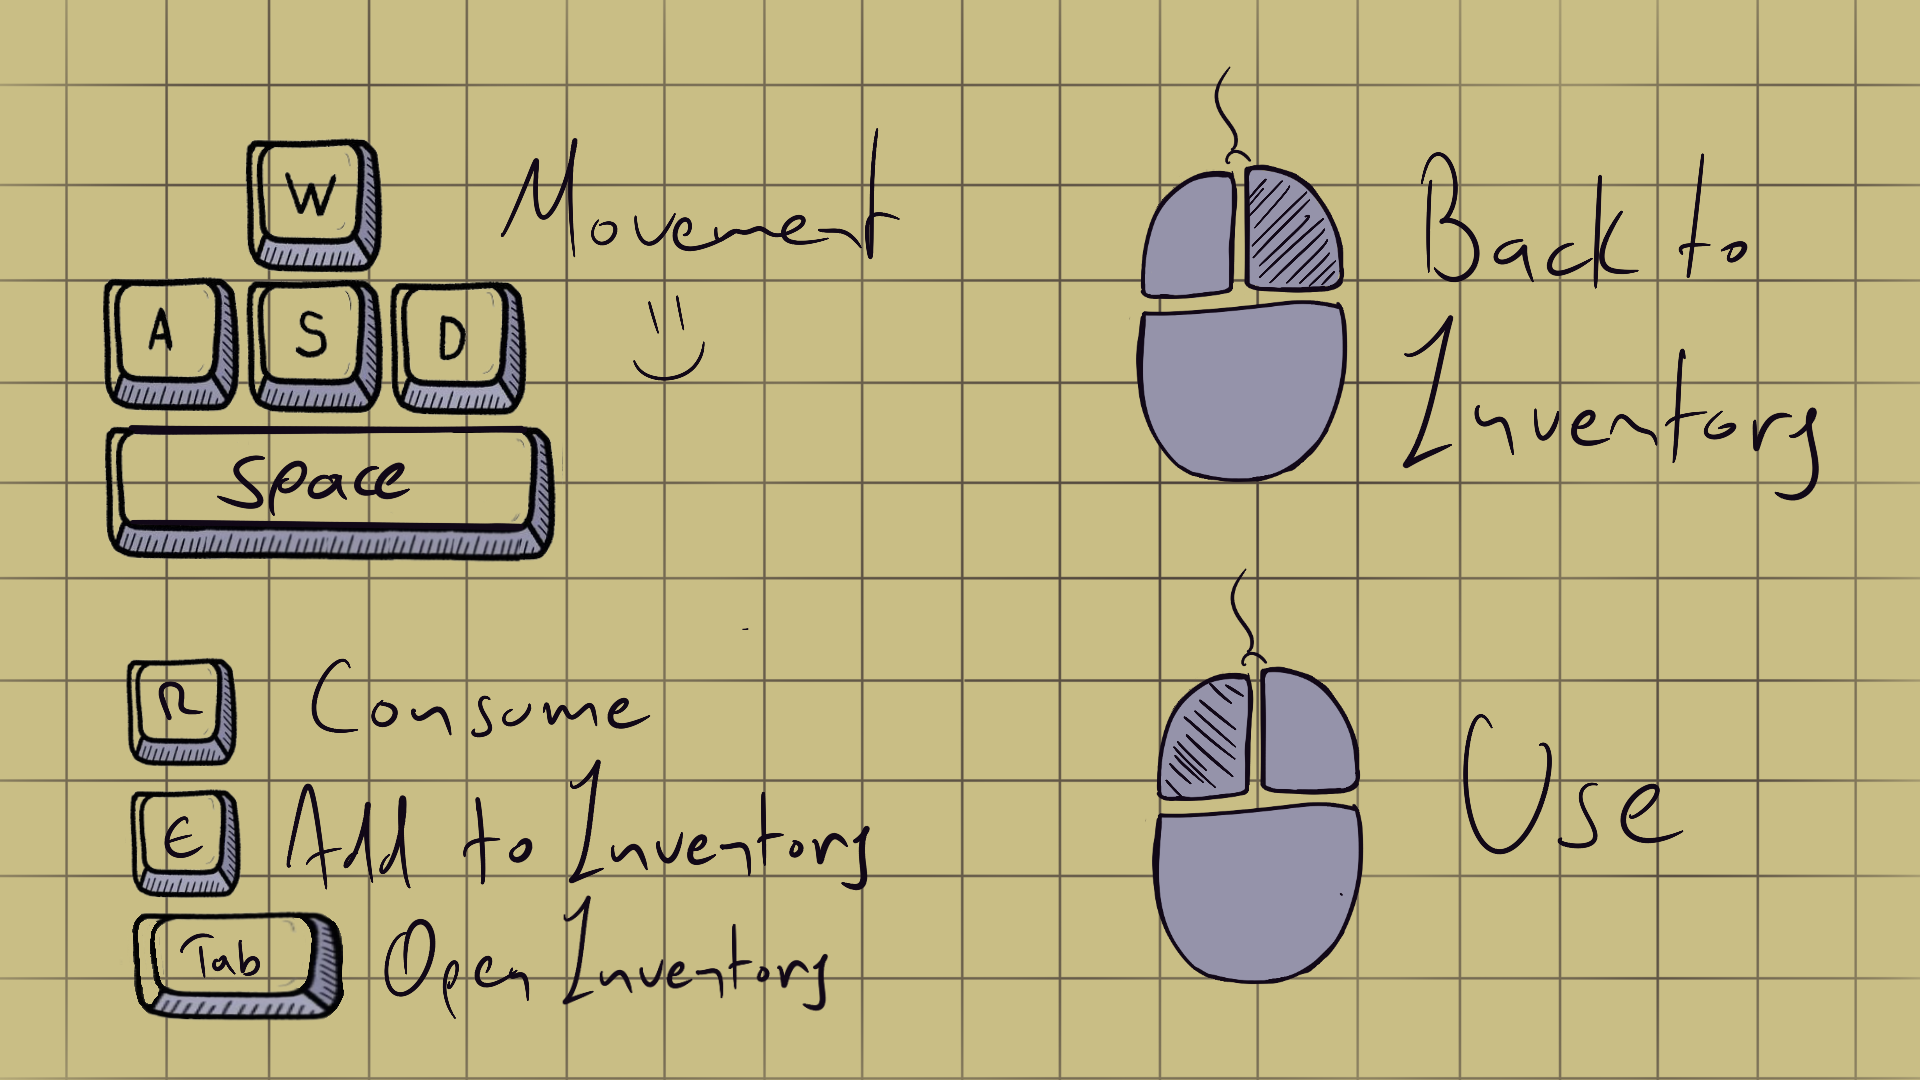 W
Movement
A S D
Space
R Consume
E Add to Inventory
Tab Open Inventory
Back to
Inventory
Use